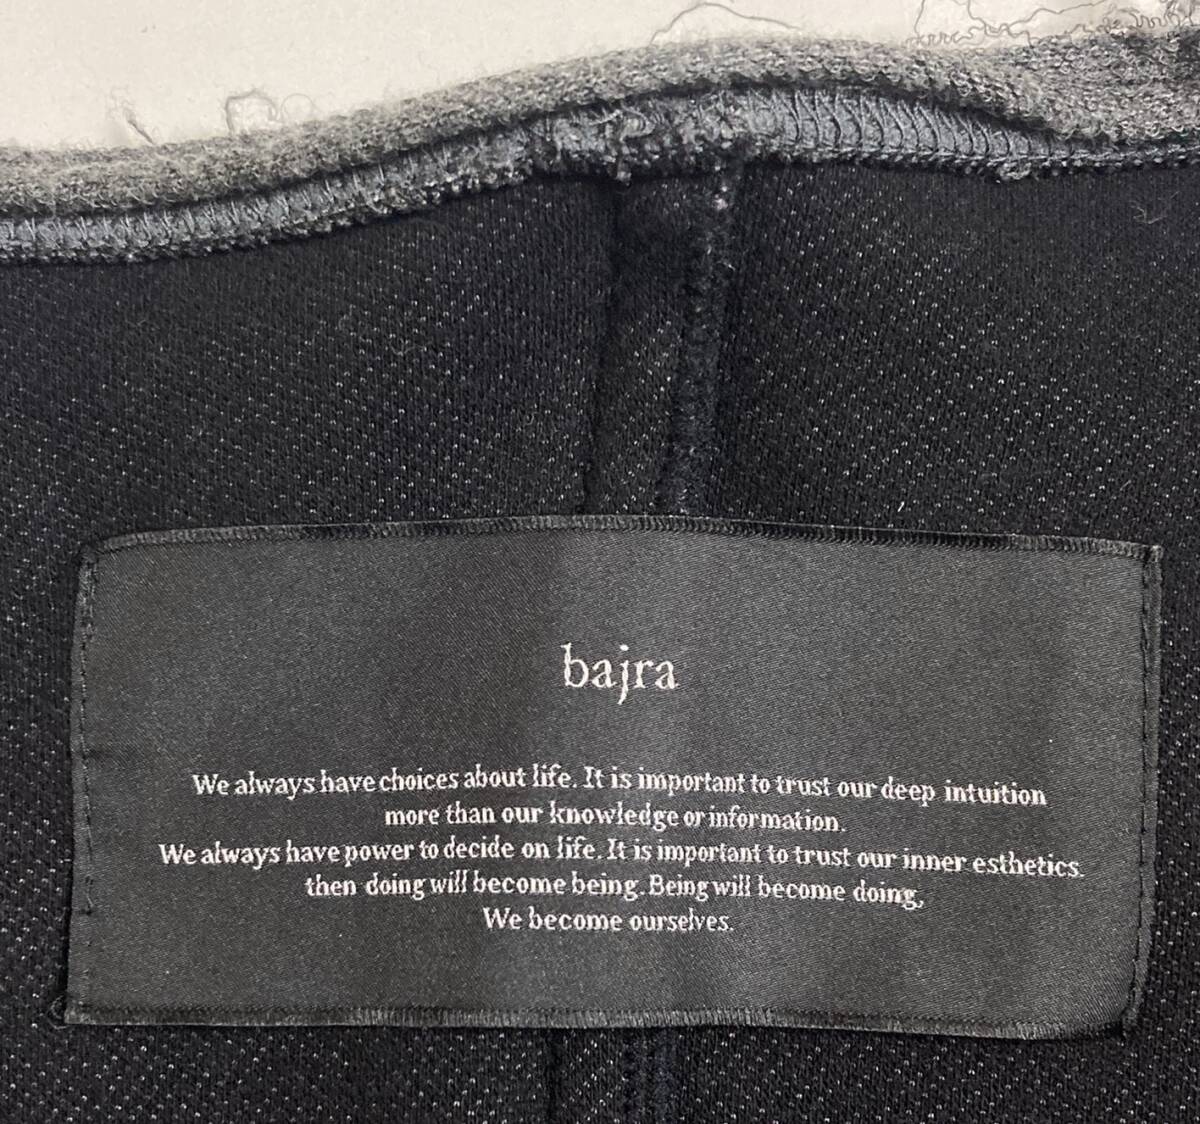 bajra
We always have choices about life. It is important to trust our deep intuition
more than our knowledge or information.
We always have power to decide on life. It is important to trust our inner esthetics.
then doing will become being. Being will become doing,
We become ourselves.